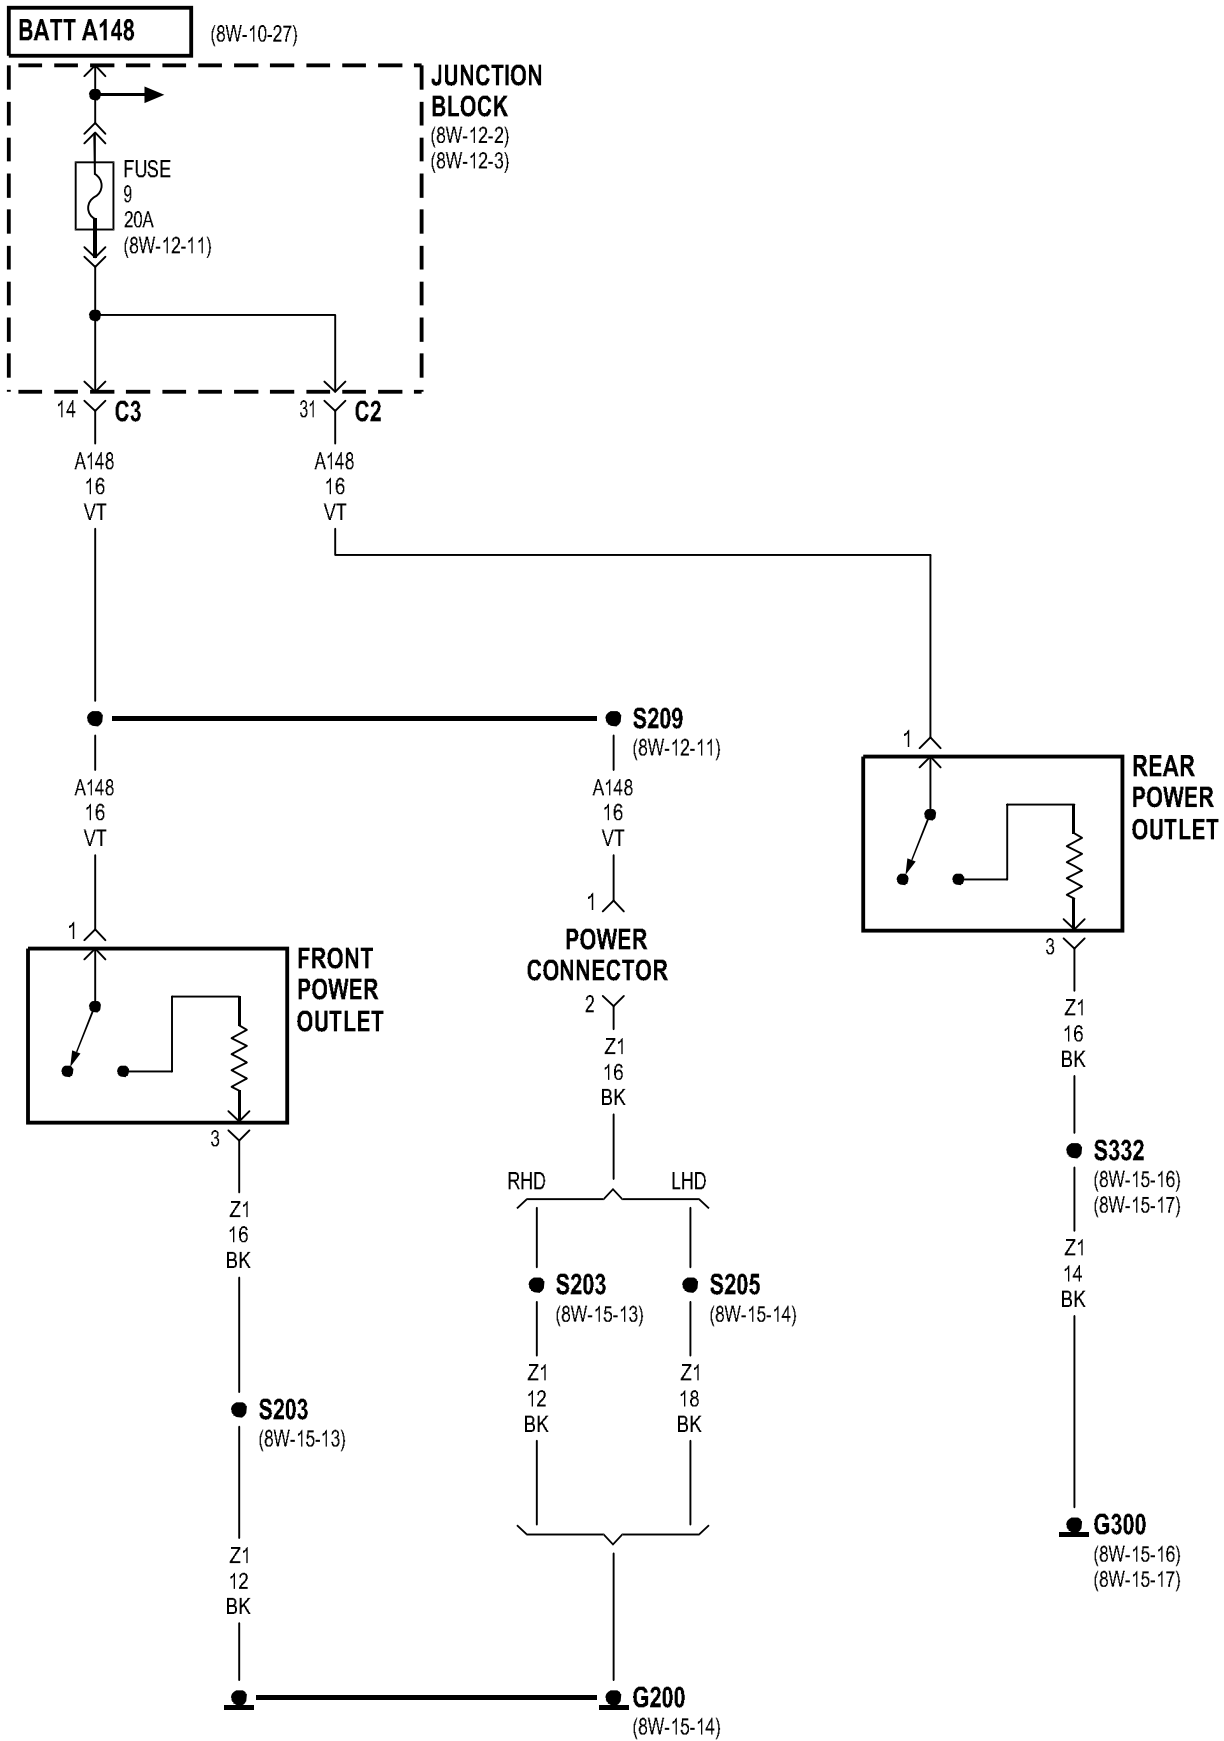 BATT A148
(8W-10-27)
JUNCTION
BLOCK
(8W-12-2)
(8W-12-3)
FUSE
9
20A
(8W-12-11)
14
C3
31
C2
A148
16
VT
A148
16
VT
S209
(8W-12-11)
A148
16
VT
A148
16
VT
1
REAR
POWER
OUTLET
1
FRONT
POWER
OUTLET
1
POWER
CONNECTOR
2
Z1
16
BK
3
Z1
16
BK
3
Z1
16
BK
RHD
LHD
S332
(8W-15-16)
(8W-15-17)
Z1
14
BK
S203
(8W-15-13)
S205
(8W-15-14)
Z1
12
BK
Z1
18
BK
S203
(8W-15-13)
Z1
12
BK
G300
(8W-15-16)
(8W-15-17)
G200
(8W-15-14)